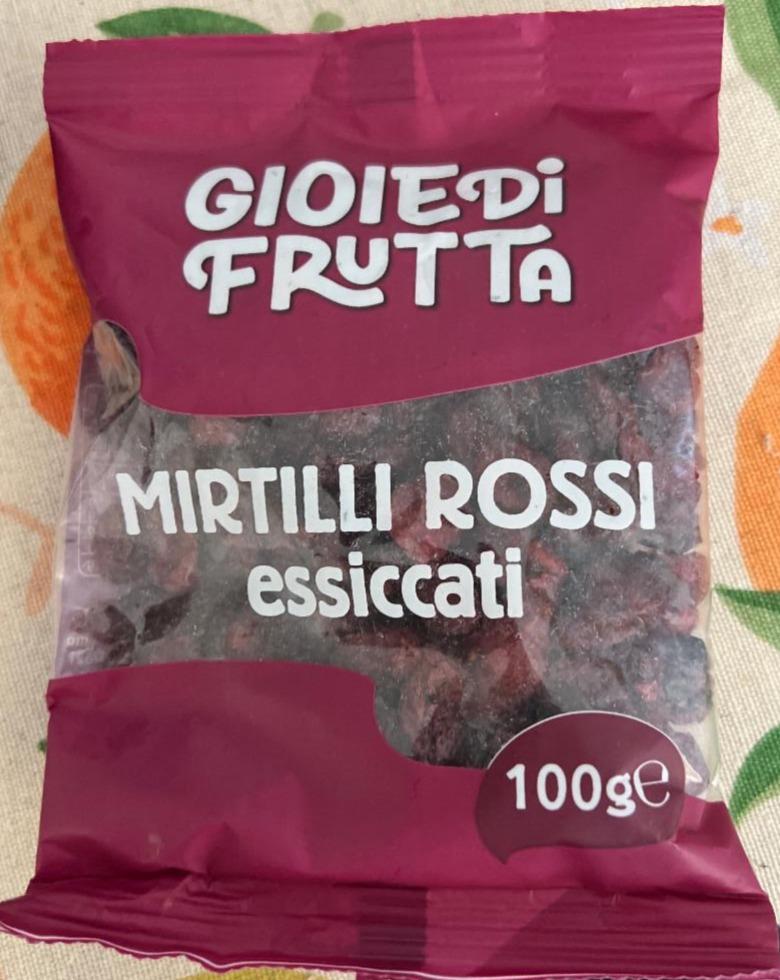 GIOIE Di
FRUTTA
MIRTILLI ROSSI
essiccati
100g℮